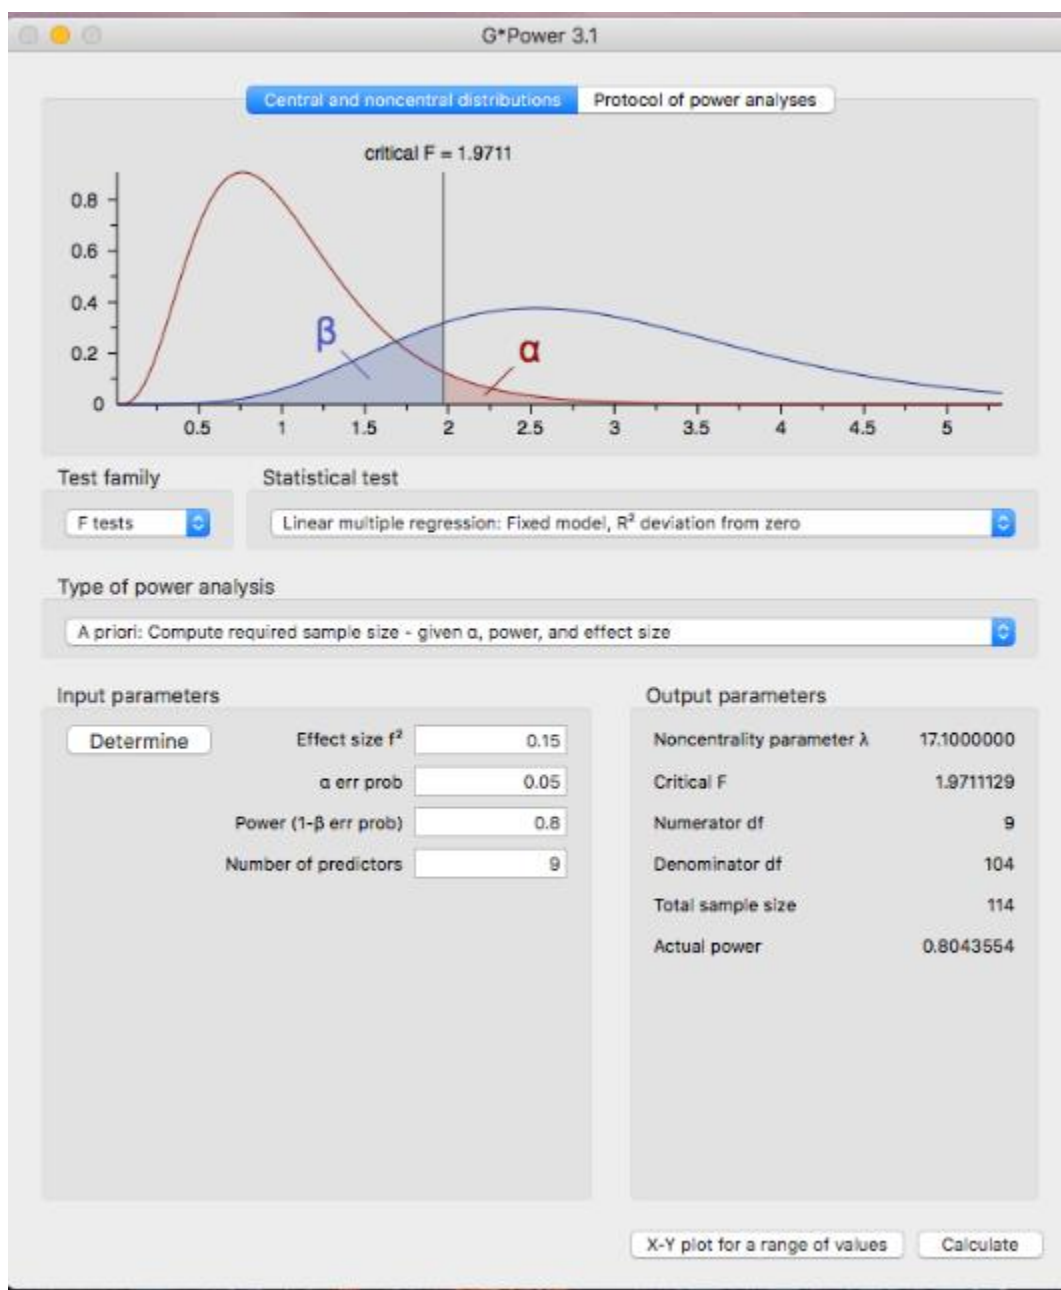 G*Power 3.1
Central and noncentral distributions Protocol of power analyses
critical F = 1.9711
0.8
0.6
0.4
0.2
0
β
α
0.5 1 1.5 2 2.5 3 3.5 4 4.5 5
Test family Statistical test
F tests Linear multiple regression: Fixed model, R² deviation from zero
Type of power analysis
A priori: Compute required sample size - given α, power, and effect size
Input parameters Output parameters
Determine Effect size f² 0.15 Noncentrality parameter λ 17.1000000
α err prob 0.05 Critical F 1.9711129
Power (1-β err prob) 0.8 Numerator df 9
Number of predictors 9 Denominator df 104
Total sample size 114
Actual power 0.8043554
X-Y plot for a range of values Calculate